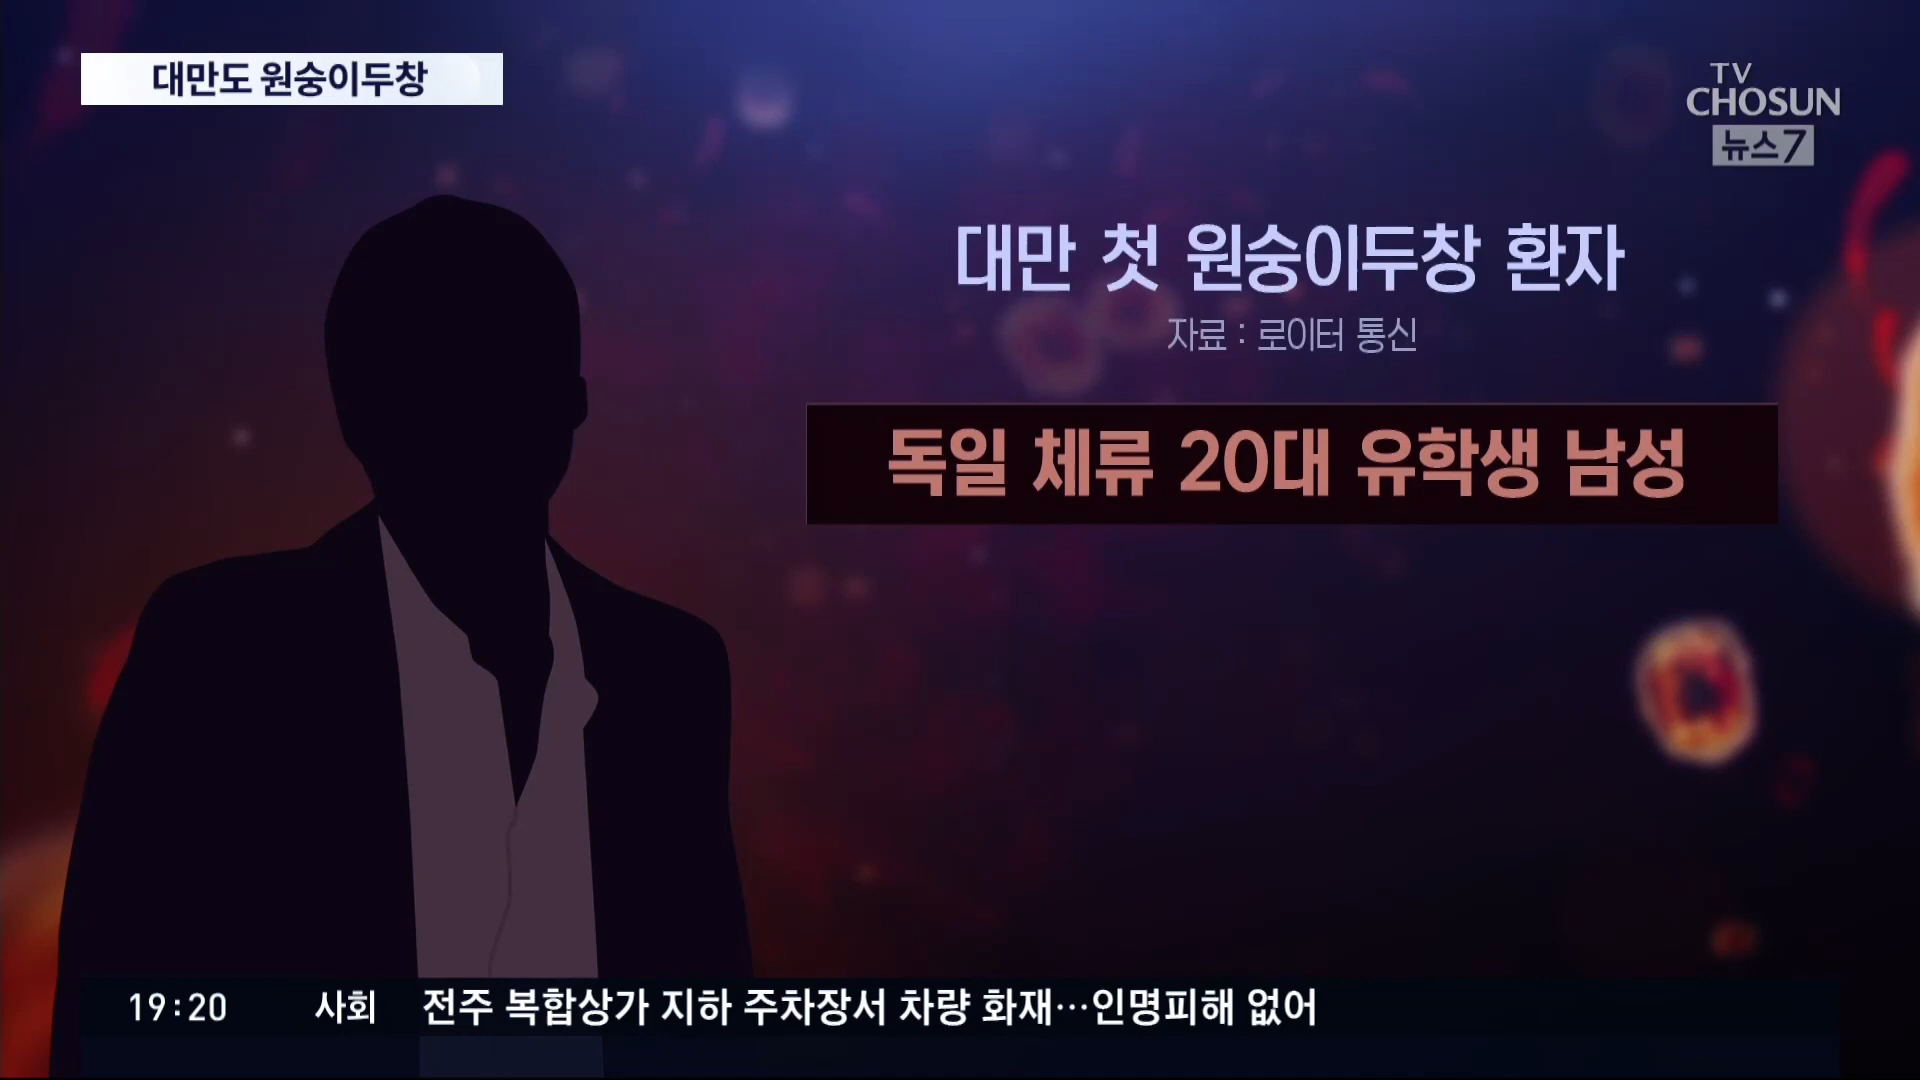 대만도 원숭이두창
TV
CHOSUN
뉴스7
대만 첫 원숭이두창 환자
자료 : 로이터 통신
독일 체류 20대 유학생 남성
19:20 사회 전주 복합상가 지하 주차장서 차량 화재…인명피해 없어